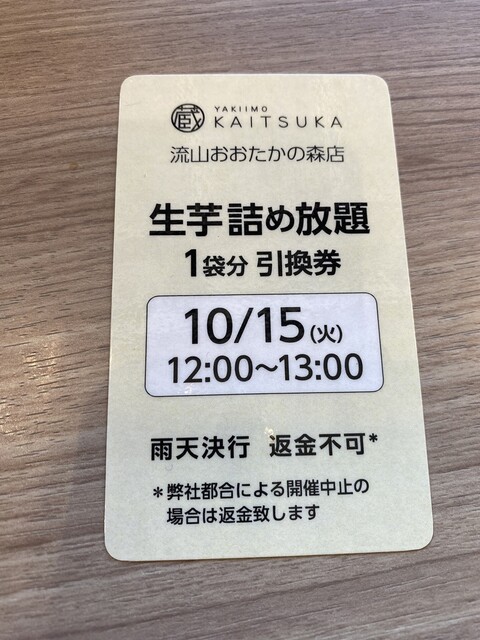 蔵 YAKIIMO
KAITSUKA
流山おおたかの森店
生芋詰め放題
1袋分 引換券
10/15(火)
12:00~13:00
雨天決行 返金不可*
*弊社都合による開催中止の
場合は返金致します